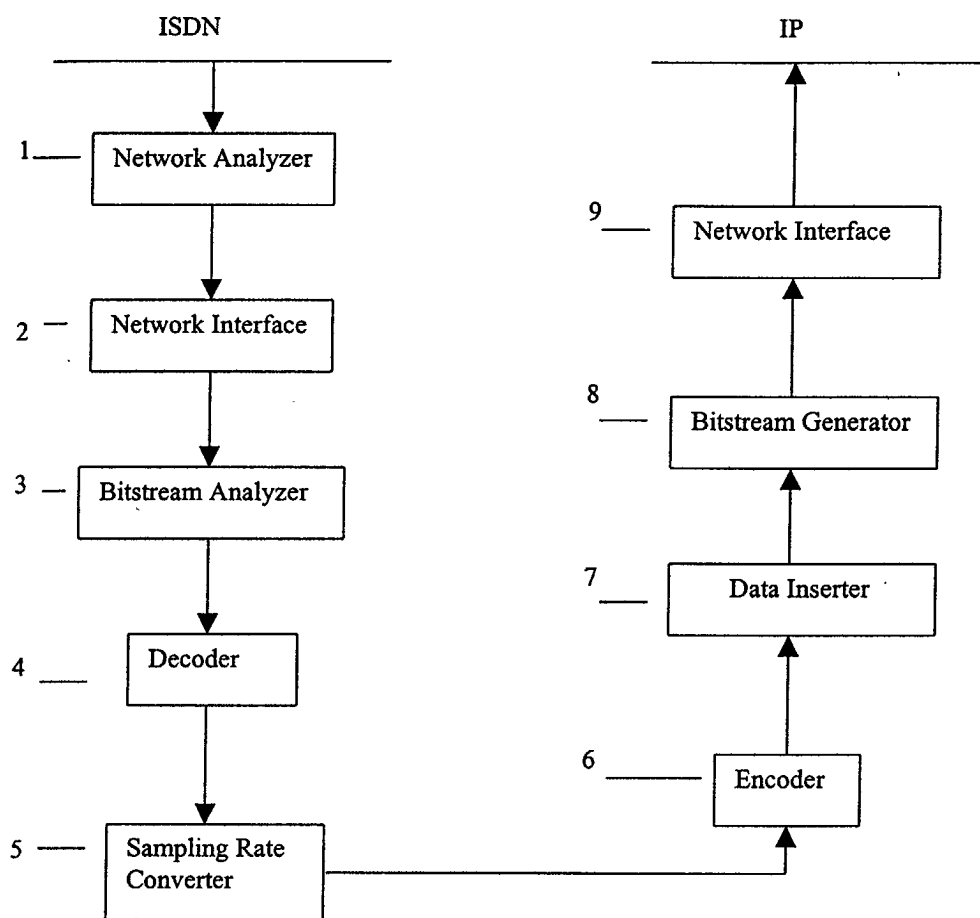 ISDN
1
Network Analyzer
2
Network Interface
3
Bitstream Analyzer
4
Decoder
5
Sampling Rate
Converter
IP
9
Network Interface
8
Bitstream Generator
7
Data Inserter
6
Encoder